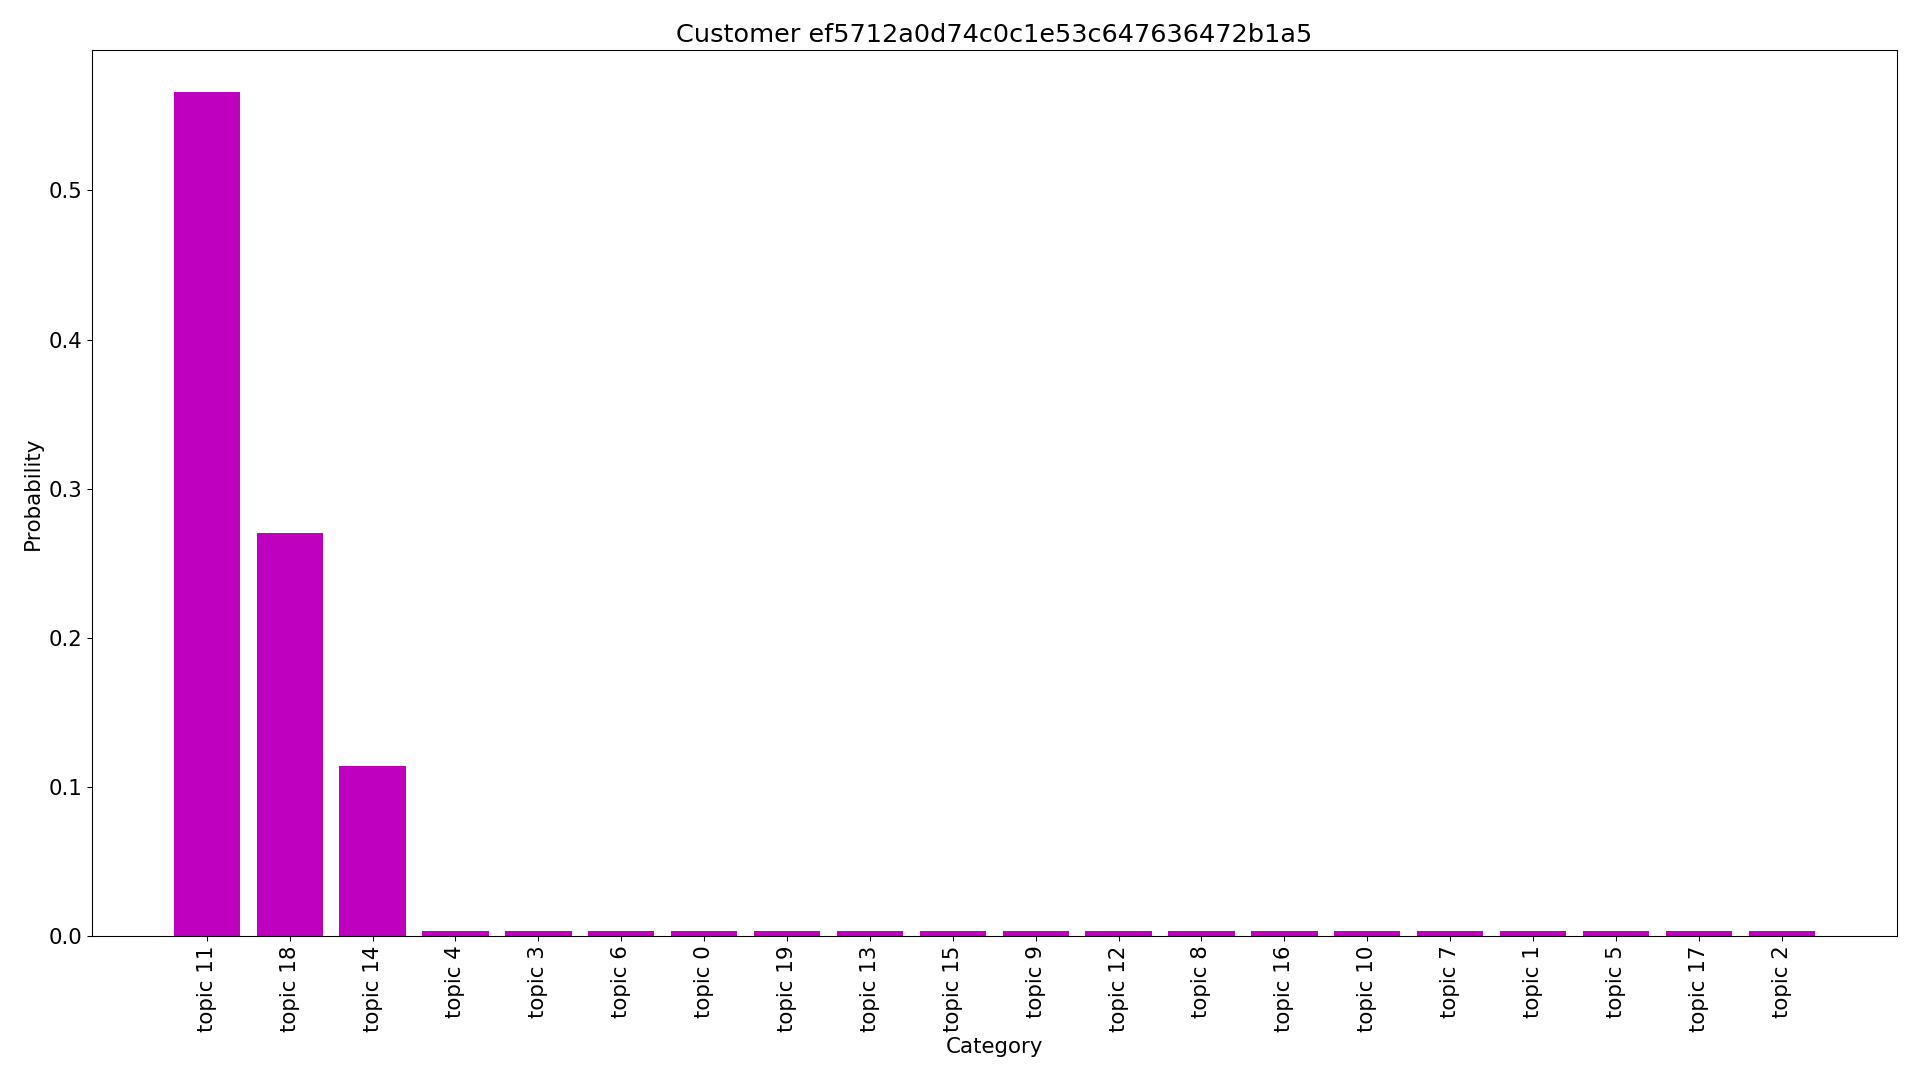 Customer ef5712a0d74c0c1e53c647636472b1a5
Probability
0.5
0.4
0.3
0.2
0.1
0.0
topic 11
topic 18
topic 14
topic 4
topic 3
topic 6
topic 0
topic 19
topic 13
topic 15
topic 9
topic 12
topic 8
topic 16
topic 10
topic 7
topic 1
topic 5
topic 17
topic 2
Category